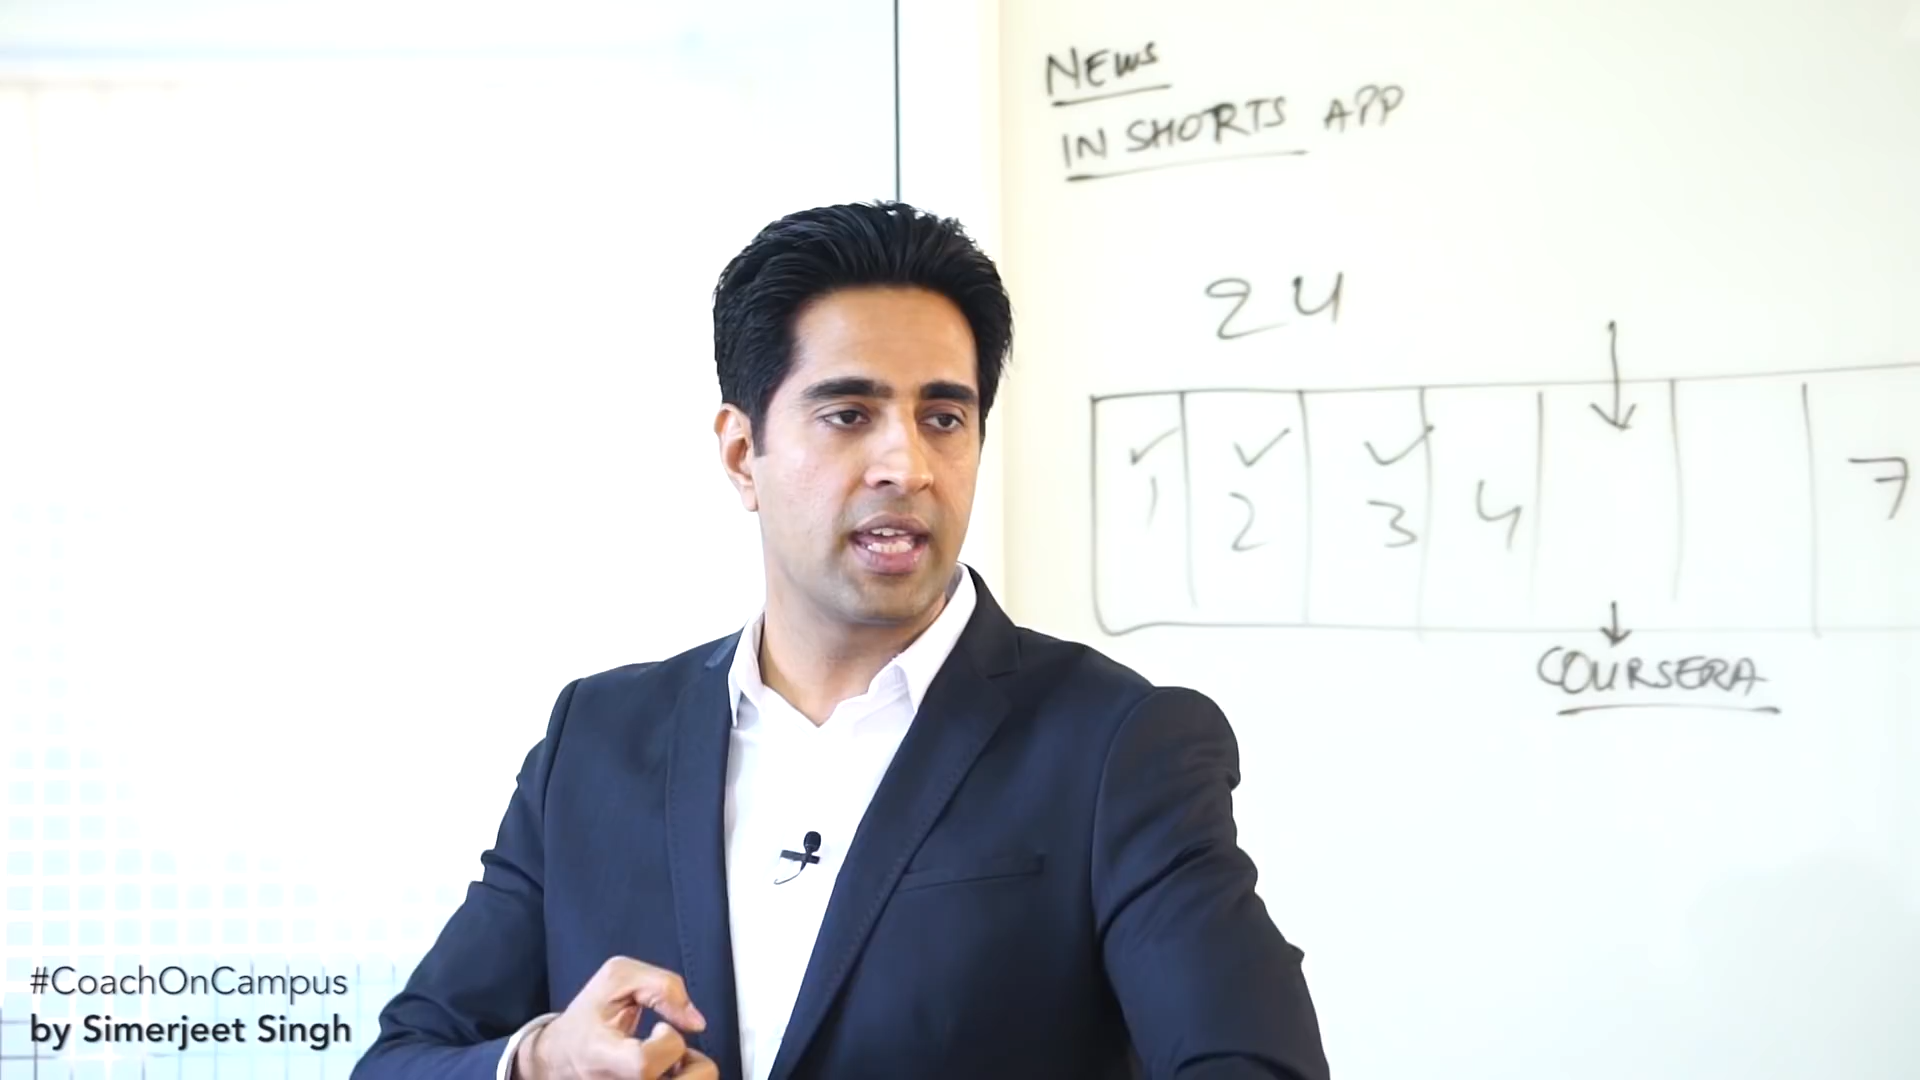 News
IN SHORTS APP
24
1 2 3 4 7
COURSERA
#CoachOnCampus
by Simerjeet Singh